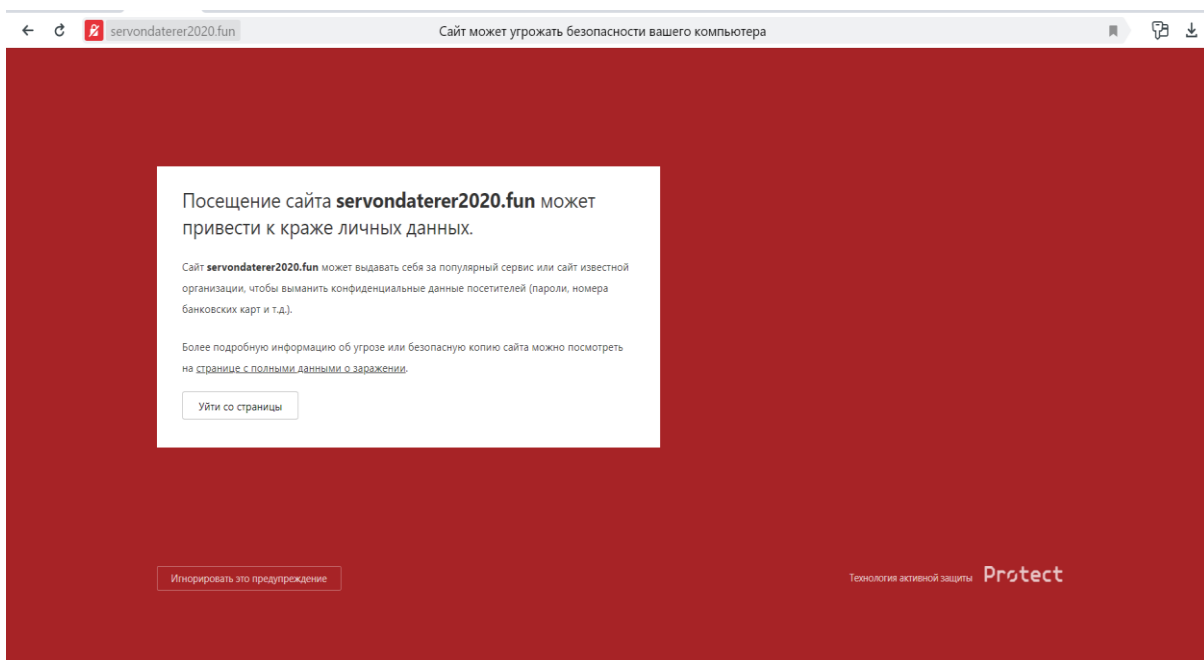 servondaterer2020.fun
Сайт может угрожать безопасности вашего компьютера
Посещение сайта servondaterer2020.fun может
привести к краже личных данных.
Сайт servondaterer2020.fun может выдавать себя за популярный сервис или сайт известной
организации, чтобы выманить конфиденциальные данные посетителей (пароли, номера
банковских карт и т.д.).
Более подробную информацию об угрозе или безопасную копию сайта можно посмотреть
на странице с полными данными о заражении.
Уйти со страницы
Игнорировать это предупреждение
Технология активной защиты Protect